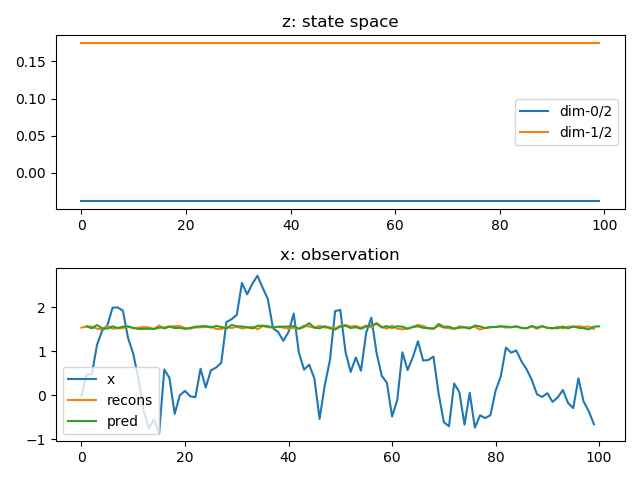 z: state space
0.15
0.10
0.05
0.00
dim-0/2
dim-1/2
0 20 40 60 80 100
x: observation
2
1
0
−1
x
recons
pred
0 20 40 60 80 100